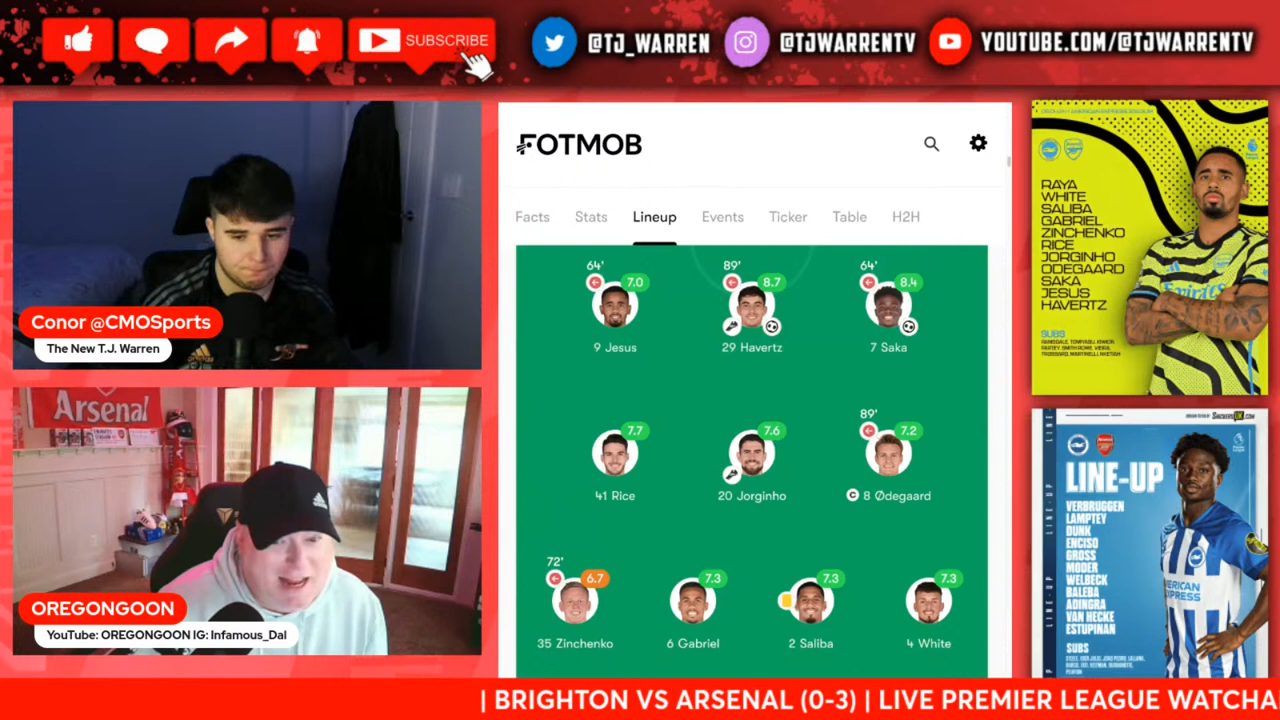 SUBSCRIBE
@TJ_WARREN
@TJWARRENTV
YOUTUBE.COM/@TJWARRENTV
Conor @CMOSports
The New T.J. Warren
Arsenal
OREGONGOON
YouTube: OREGONGOON IG: Infamous_Dal
FOTMOB
Facts Stats Lineup Events Ticker Table H2H
64' 89' 64'
7.0 8.7 8.4
9 Jesus 29 Havertz 7 Saka
89'
7.7 7.6 7.2
41 Rice 20 Jorginho C 8 Ødegaard
72'
6.7 7.3 7.3 7.3
35 Zinchenko 6 Gabriel 2 Saliba 4 White
RAYA
WHITE
SALIBA
GABRIEL
ZINCHENKO
RICE
JORGINHO
ODEGAARD
SAKA
JESUS
HAVERTZ
SUBS
Emirates
LINE-UP
VERBRUGGEN
LAMPTEY
DUNK
ENCISO
GROSS
MODER
WELBECK
BALEBA
ADINGRA
VAN HECKE
ESTUPINAN
SUBS
EXPRESS
| BRIGHTON VS ARSENAL (0-3) | LIVE PREMIER LEAGUE WATCHA